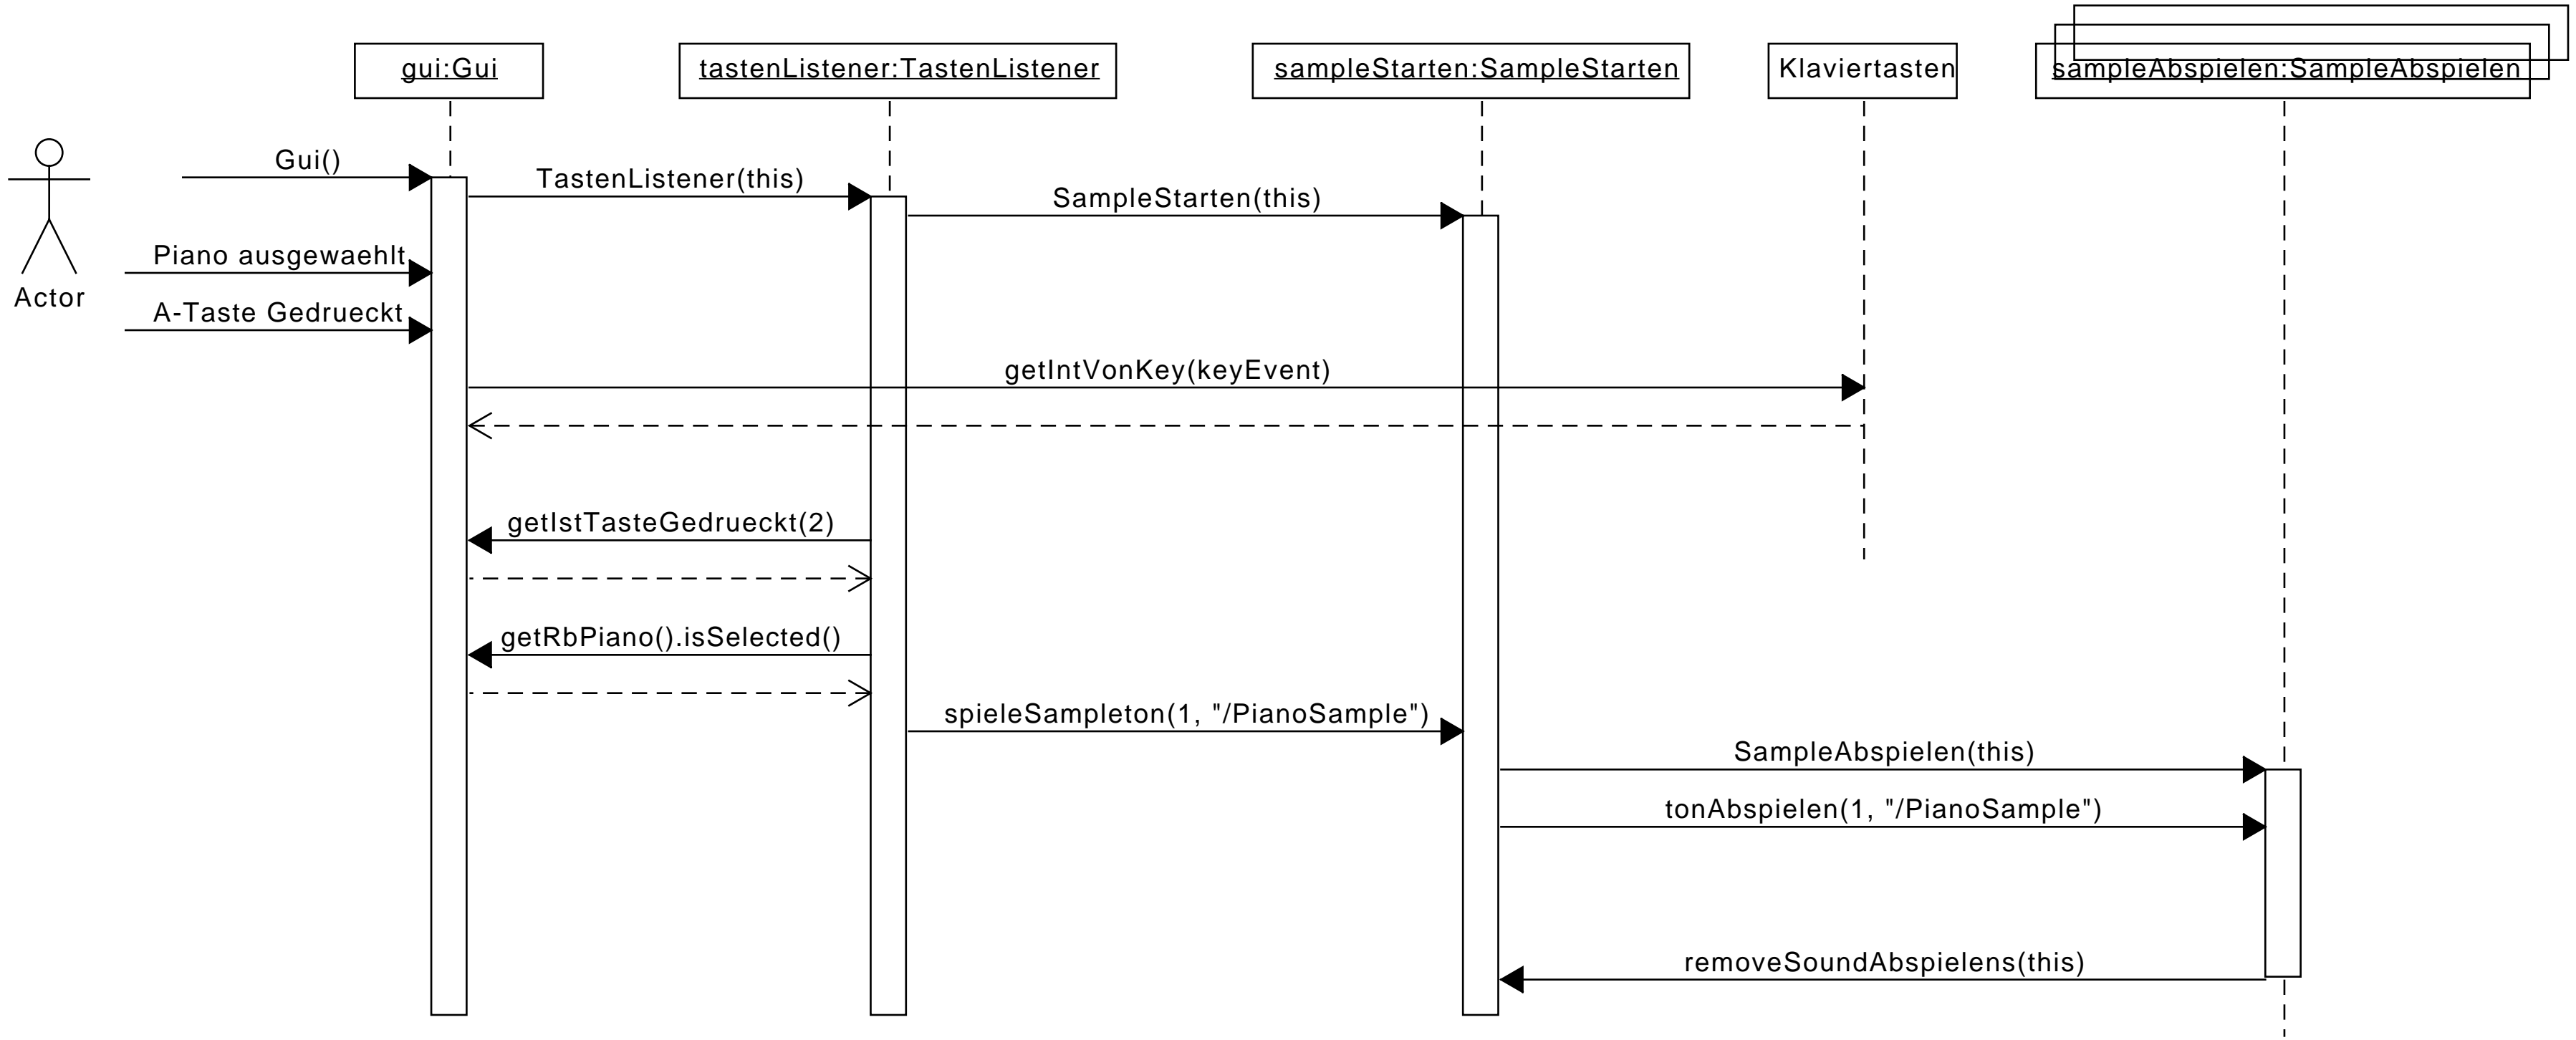 gui:Gui
tastenListener:TastenListener
sampleStarten:SampleStarten
Klaviertasten
sampleAbspielen:SampleAbspielen
Gui()
TastenListener(this)
SampleStarten(this)
Piano ausgewaehlt
Actor
A-Taste Gedrueckt
getIntVonKey(keyEvent)
getIstTasteGedrueckt(2)
getRbPiano().isSelected()
spieleSampleton(1, "/PianoSample")
SampleAbspielen(this)
tonAbspielen(1, "/PianoSample")
removeSoundAbspielens(this)